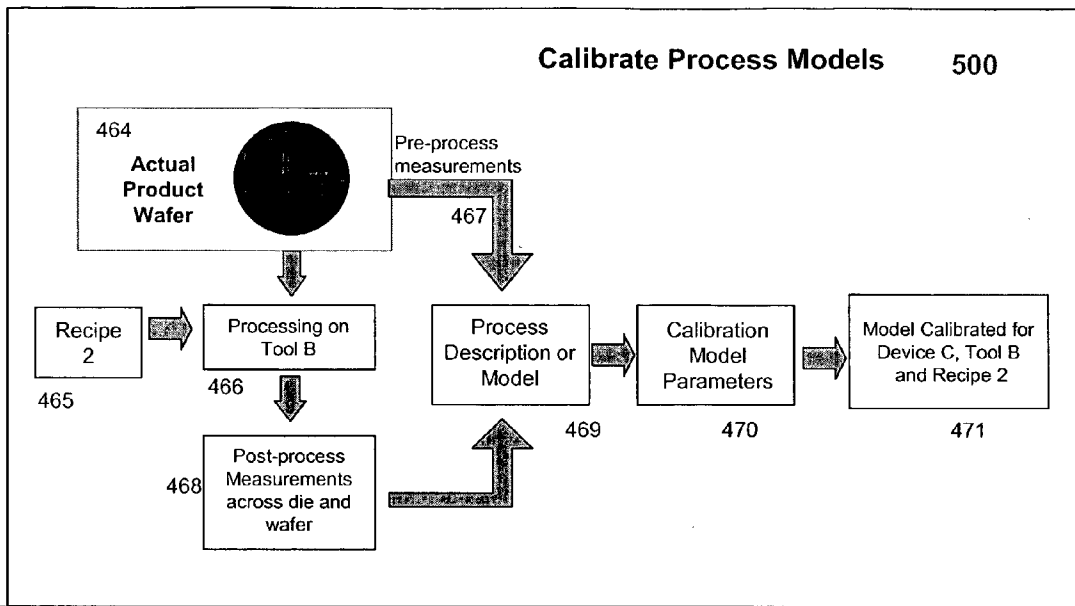 Calibrate Process Models 500
464
Actual
Product
Wafer
Pre-process
measurements
467
Recipe
2
465
Processing on
Tool B
466
Process
Description or
Model
469
Calibration
Model
Parameters
470
Model Calibrated for
Device C, Tool B
and Recipe 2
471
468
Post-process
Measurements
across die and
wafer